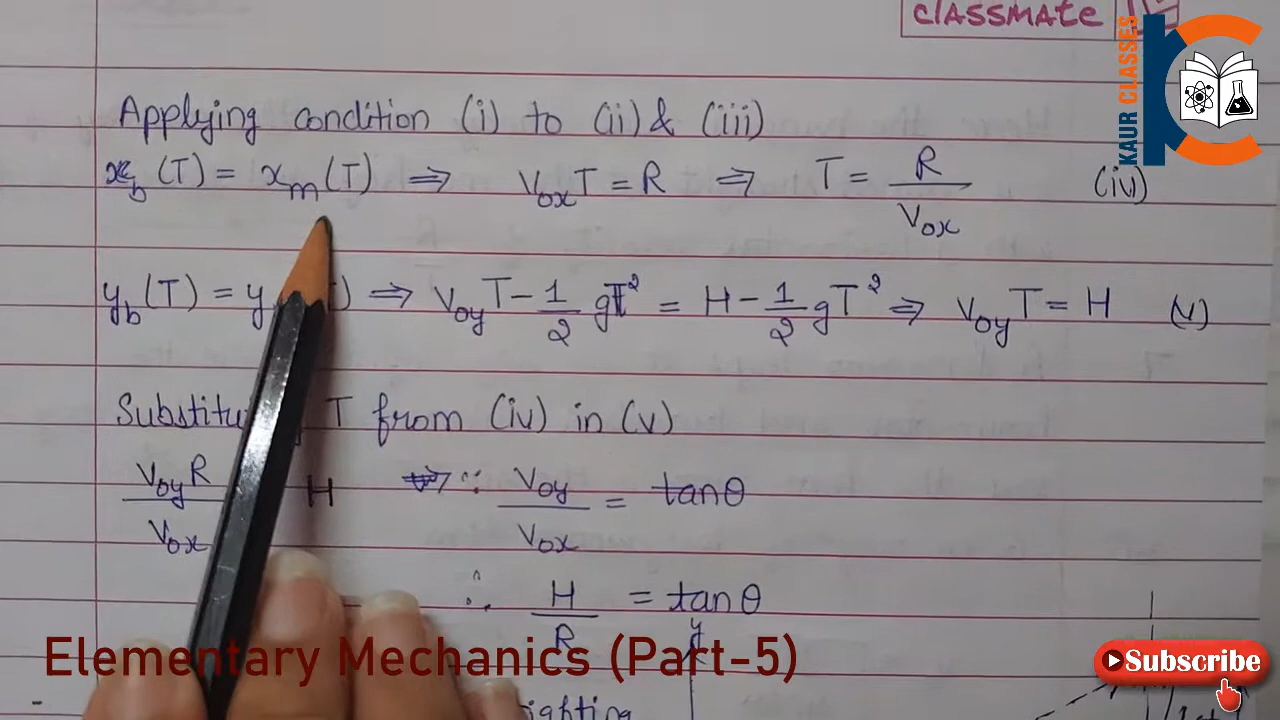 classmate
KAUR CLASSES
Applying condition (i) to (ii) & (iii)
x_b(T) = x_m(T) ⇒ V_ox T = R ⇒ T = R / V_ox (iv)
y_b(T) = y ) ⇒ V_oy T - 1/2 gT² = H - 1/2 gT² ⇒ V_oy T = H (v)
T from (iv) in (v)
V_oy R / V_ox H ⇒ ∵ V_oy / V_ox = tanθ
∴ H / R = tanθ
y
Elementary Mechanics (Part-5)
Subscribe